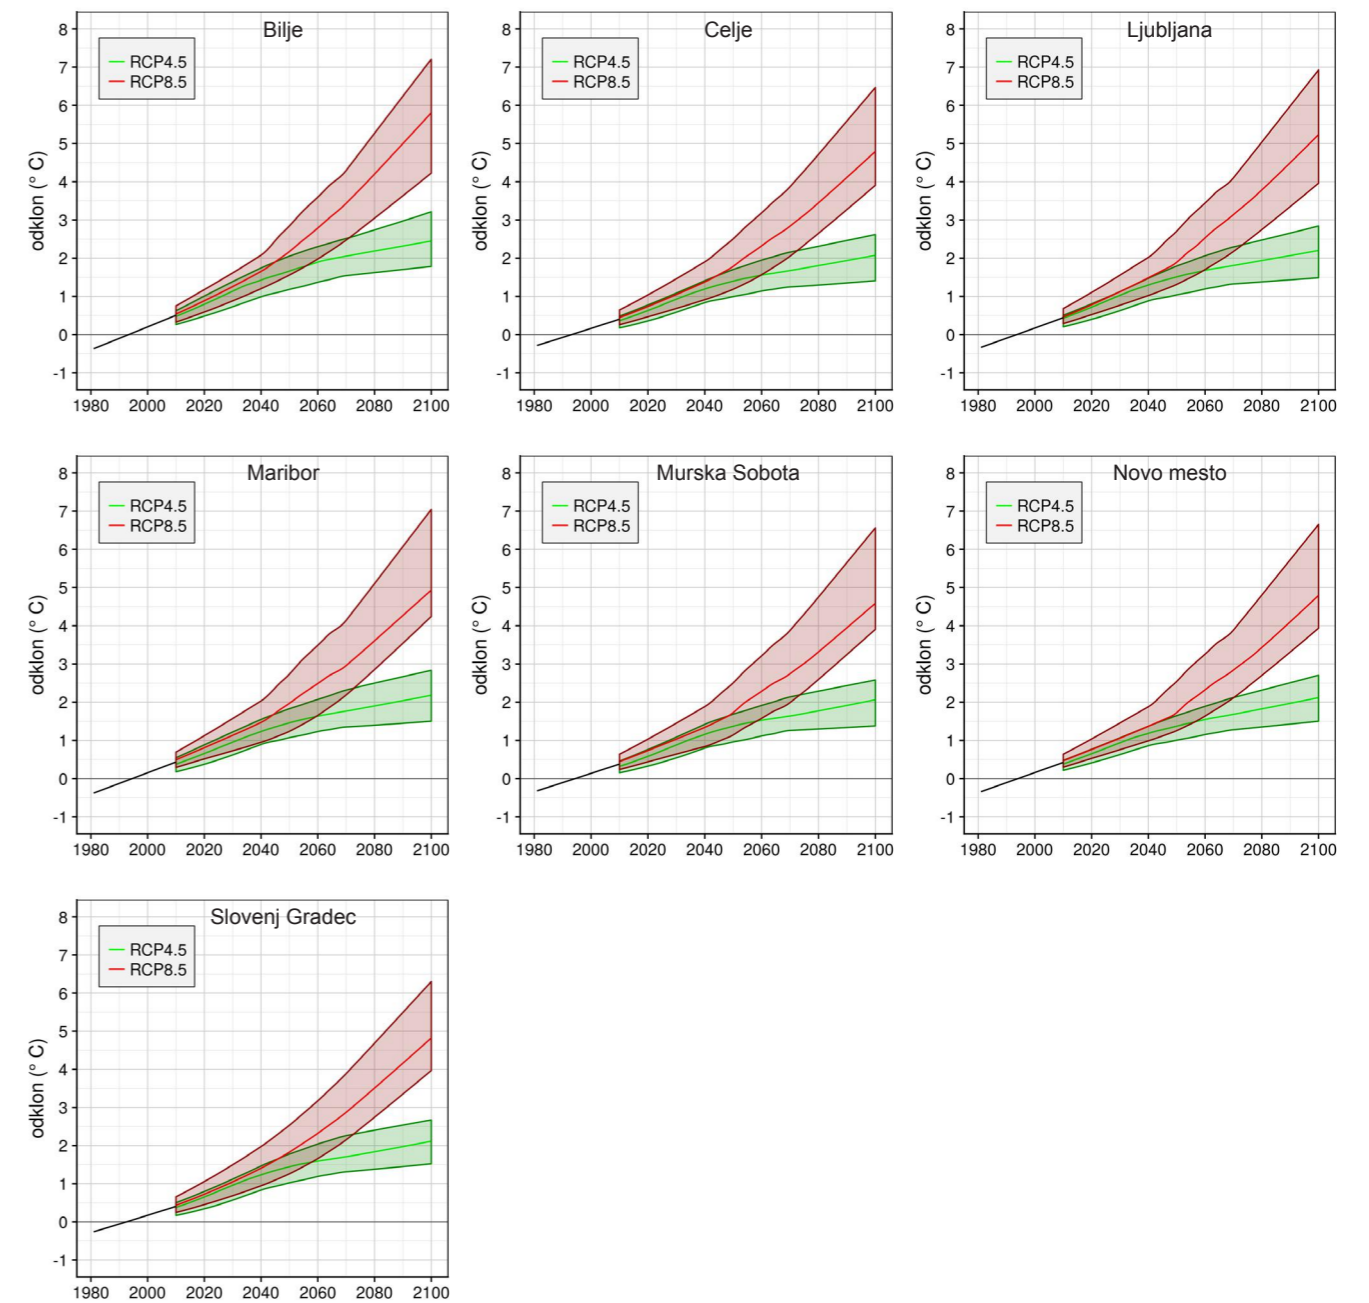 Bilje
RCP4.5
RCP8.5
odklon (° C)
8
7
6
5
4
3
2
1
0
-1
1980 2000 2020 2040 2060 2080 2100
Celje
RCP4.5
RCP8.5
odklon (° C)
8
7
6
5
4
3
2
1
0
-1
1980 2000 2020 2040 2060 2080 2100
Ljubljana
RCP4.5
RCP8.5
odklon (° C)
8
7
6
5
4
3
2
1
0
-1
1980 2000 2020 2040 2060 2080 2100
Maribor
RCP4.5
RCP8.5
odklon (° C)
8
7
6
5
4
3
2
1
0
-1
1980 2000 2020 2040 2060 2080 2100
Murska Sobota
RCP4.5
RCP8.5
odklon (° C)
8
7
6
5
4
3
2
1
0
-1
1980 2000 2020 2040 2060 2080 2100
Novo mesto
RCP4.5
RCP8.5
odklon (° C)
8
7
6
5
4
3
2
1
0
-1
1980 2000 2020 2040 2060 2080 2100
Slovenj Gradec
RCP4.5
RCP8.5
odklon (° C)
8
7
6
5
4
3
2
1
0
-1
1980 2000 2020 2040 2060 2080 2100